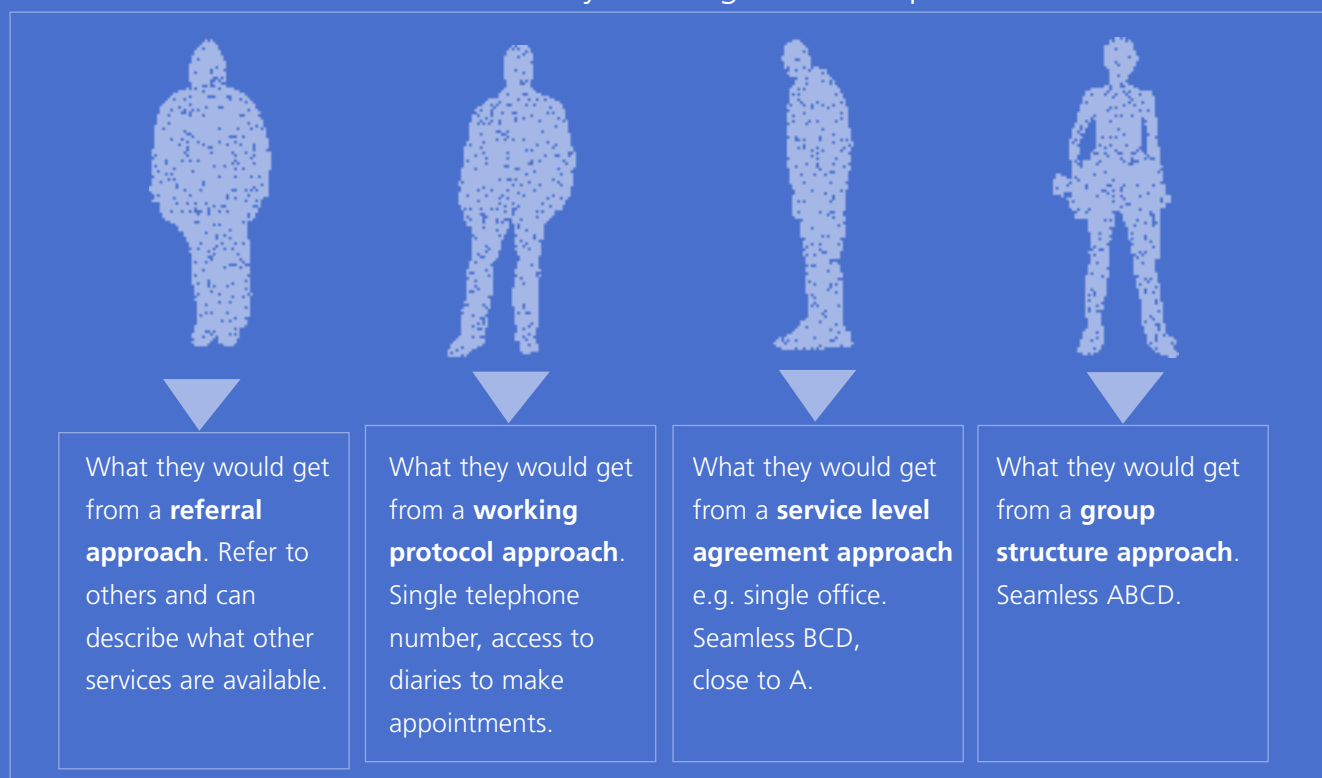 What they would get
from a referral
approach. Refer to
others and can
describe what other
services are available.
What they would get
from a working
protocol approach.
Single telephone
number, access to
diaries to make
appointments.
What they would get
from a service level
agreement approach
e.g. single office.
Seamless BCD,
close to A.
What they would get
from a group
structure approach.
Seamless ABCD.